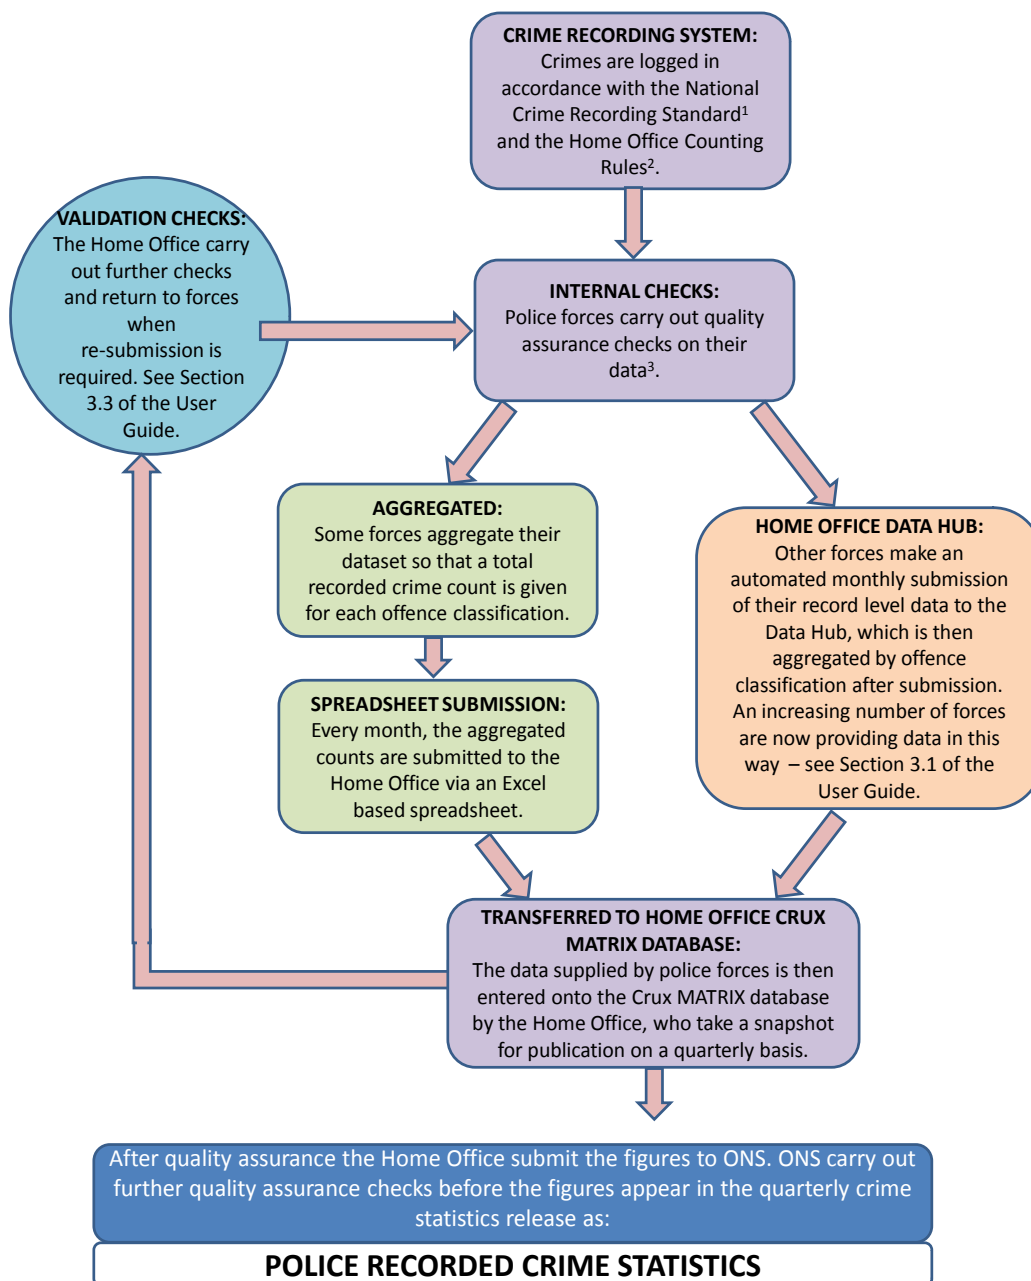 CRIME RECORDING SYSTEM:
Crimes are logged in
accordance with the National
Crime Recording Standard¹
and the Home Office Counting
Rules².
VALIDATION CHECKS:
The Home Office carry
out further checks
and return to forces
when
re-submission is
required. See Section
3.3 of the User
Guide.
INTERNAL CHECKS:
Police forces carry out quality
assurance checks on their
data³.
AGGREGATED:
Some forces aggregate their
dataset so that a total
recorded crime count is given
for each offence classification.
HOME OFFICE DATA HUB:
Other forces make an
automated monthly submission
of their record level data to the
Data Hub, which is then
aggregated by offence
classification after submission.
An increasing number of forces
are now providing data in this
way – see Section 3.1 of the
User Guide.
SPREADSHEET SUBMISSION:
Every month, the aggregated
counts are submitted to the
Home Office via an Excel
based spreadsheet.
TRANSFERRED TO HOME OFFICE CRUX
MATRIX DATABASE:
The data supplied by police forces is then
entered onto the Crux MATRIX database
by the Home Office, who take a snapshot
for publication on a quarterly basis.
After quality assurance the Home Office submit the figures to ONS. ONS carry out
further quality assurance checks before the figures appear in the quarterly crime
statistics release as:
POLICE RECORDED CRIME STATISTICS